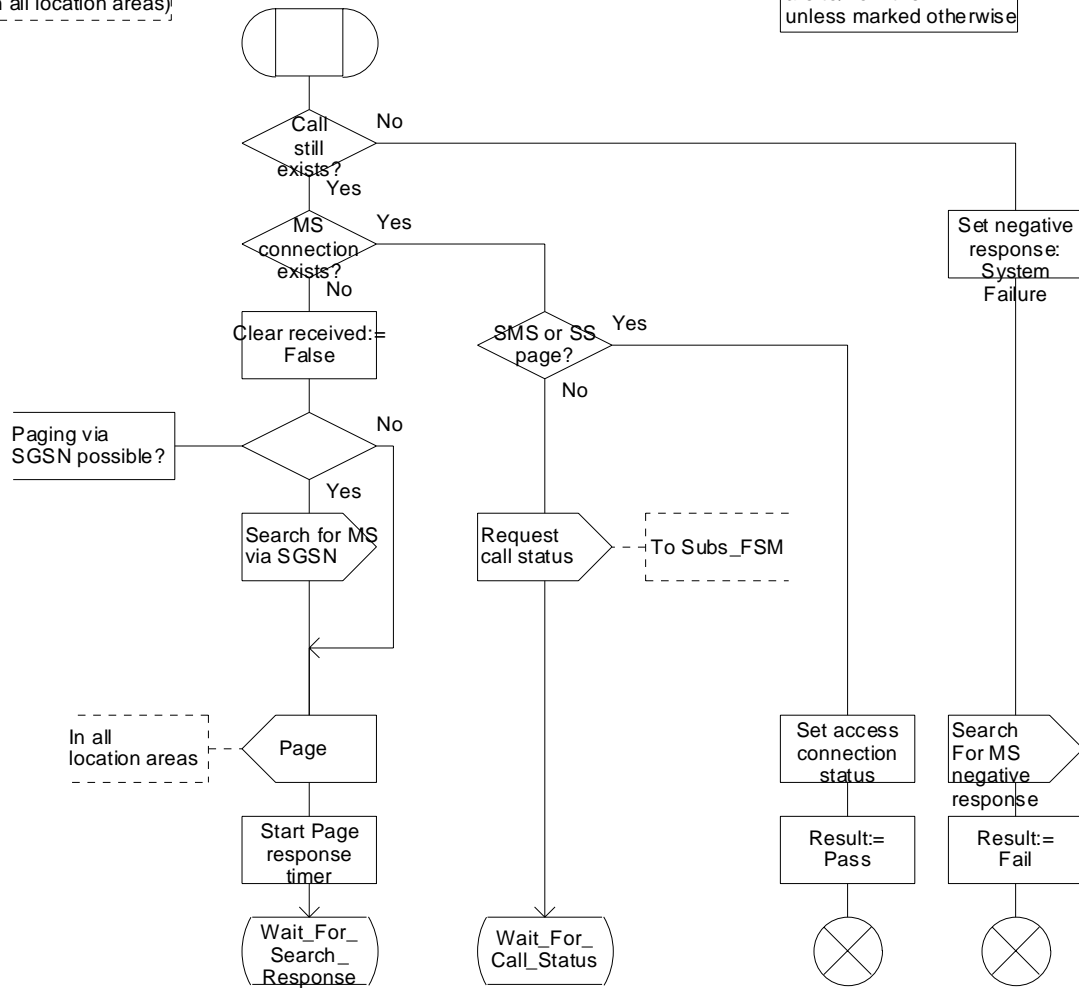 all location areas)
unless marked otherwise
Call
still
exists?
No
Yes
MS
connection
exists?
Yes
No
Set negative
response:
System
Failure
Clear received:=
False
SMS or SS
page?
Yes
No
Paging via
SGSN possible?
No
Yes
Search for MS
via SGSN
Request
call status
To Subs_FSM
In all
location areas
Page
Set access
connection
status
Search
For MS
negative
response
Start Page
response
timer
Result:=
Pass
Result:=
Fail
Wait_For_
Search_
Response
Wait_For_
Call_Status